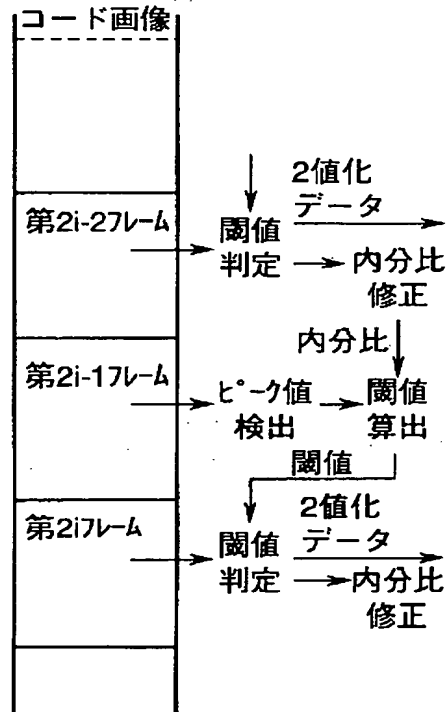 コード画像
2値化
データ
第2i-2フレーム
閾値
判定
内分比
修正
内分比
第2i-1フレーム
ピーク値
検出
閾値
算出
閾値
2値化
データ
第2iフレーム
閾値
判定
内分比
修正